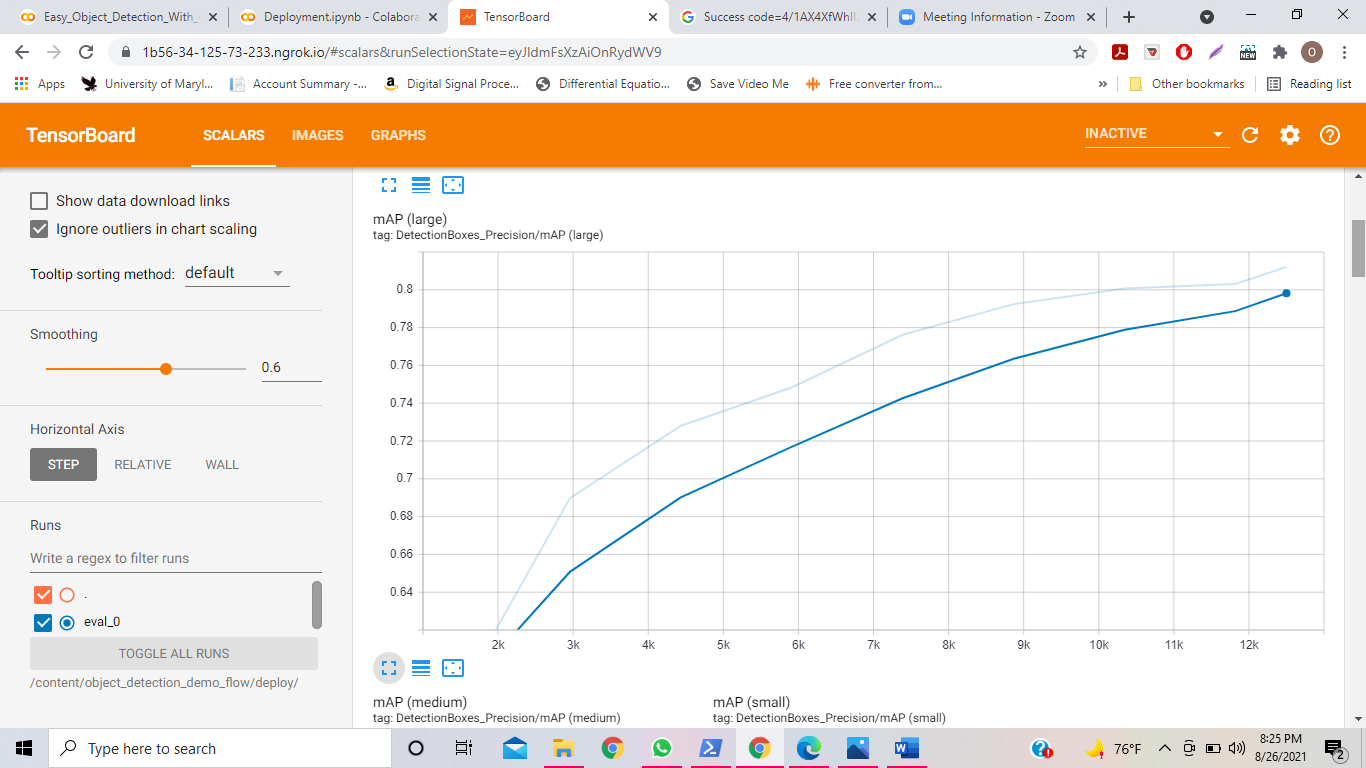 Easy_Object_Detection_With_
Deployment.ipynb - Colabora
TensorBoard
Success code=4/1AX4XfWhI
Meeting Information - Zoom
1b56-34-125-73-233.ngrok.io/#scalars&runSelectionState=eyJldmFsXzAiOnRydWV9
NEW
O
Apps
University of Maryl...
Account Summary -...
Digital Signal Proce...
Differential Equatio...
Save Video Me
Free converter from...
»
Other bookmarks
Reading list
TensorBoard
SCALARS
IMAGES
GRAPHS
INACTIVE
Show data download links
Ignore outliers in chart scaling
Tooltip sorting method: default
Smoothing
0.6
Horizontal Axis
STEP
RELATIVE
WALL
Runs
Write a regex to filter runs
.
eval_0
TOGGLE ALL RUNS
/content/object_detection_demo_flow/deploy/
mAP (large)
tag: DetectionBoxes_Precision/mAP (large)
0.8
0.78
0.76
0.74
0.72
0.7
0.68
0.66
0.64
2k 3k 4k 5k 6k 7k 8k 9k 10k 11k 12k
mAP (medium)
tag: DetectionBoxes_Precision/mAP (medium)
mAP (small)
tag: DetectionBoxes_Precision/mAP (small)
Type here to search
76°F
8:25 PM
8/26/2021
2